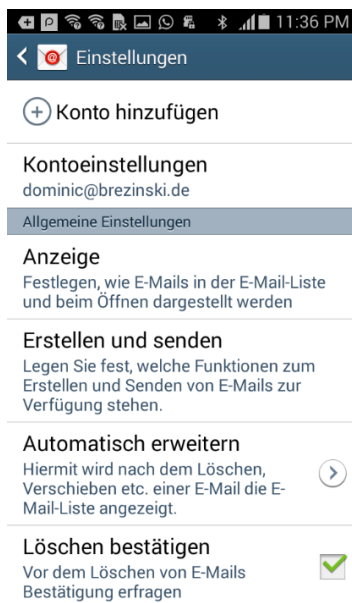 11:36 PM
Einstellungen
Konto hinzufügen
Kontoeinstellungen
dominic@brezinski.de
Allgemeine Einstellungen
Anzeige
Festlegen, wie E-Mails in der E-Mail-Liste
und beim Öffnen dargestellt werden
Erstellen und senden
Legen Sie fest, welche Funktionen zum
Erstellen und Senden von E-Mails zur
Verfügung stehen.
Automatisch erweitern
Hiermit wird nach dem Löschen,
Verschieben etc. einer E-Mail die E-
Mail-Liste angezeigt.
Löschen bestätigen
Vor dem Löschen von E-Mails
Bestätigung erfragen